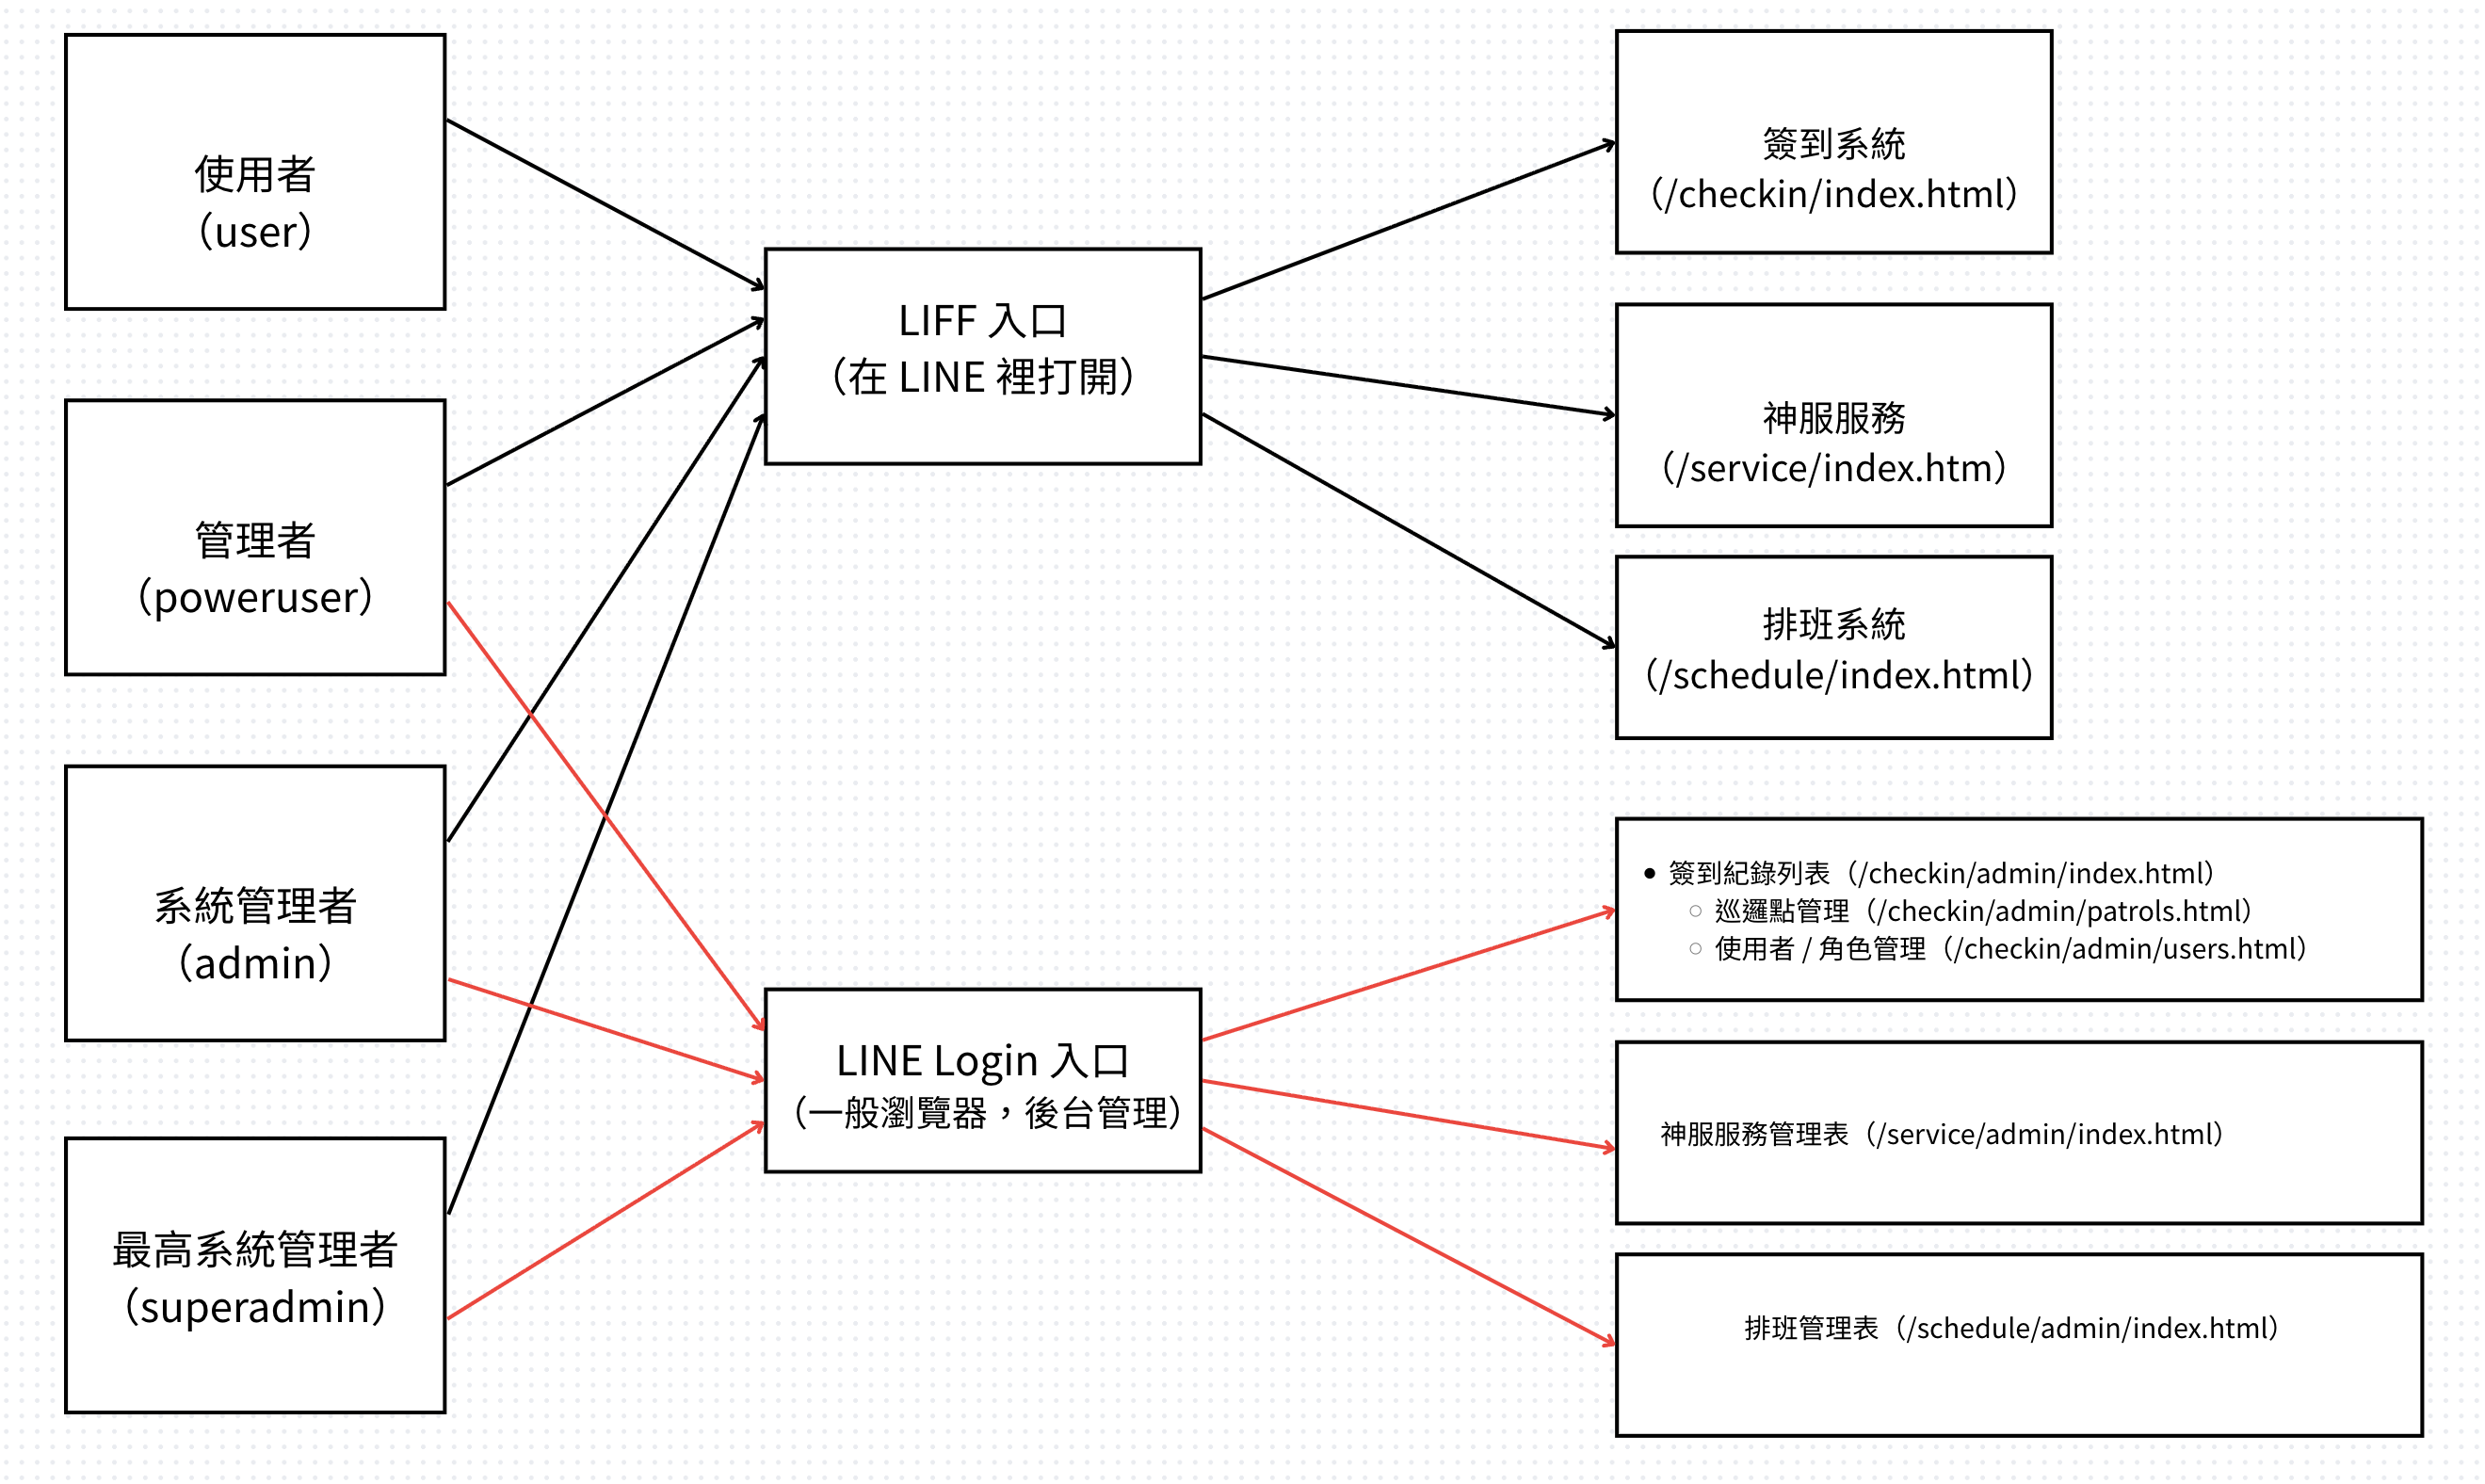 使用者
（user）
管理者
（poweruser）
系統管理者
（admin）
最高系統管理者
（superadmin）
LIFF 入口
（在 LINE 裡打開）
LINE Login 入口
（一般瀏覽器，後台管理）
簽到系統
（/checkin/index.html）
神服服務
（/service/index.htm）
排班系統
（/schedule/index.html）
• 簽到紀錄列表（/checkin/admin/index.html）
○ 巡邏點管理（/checkin/admin/patrols.html）
○ 使用者 / 角色管理（/checkin/admin/users.html）
神服服務管理表（/service/admin/index.html）
排班管理表（/schedule/admin/index.html）